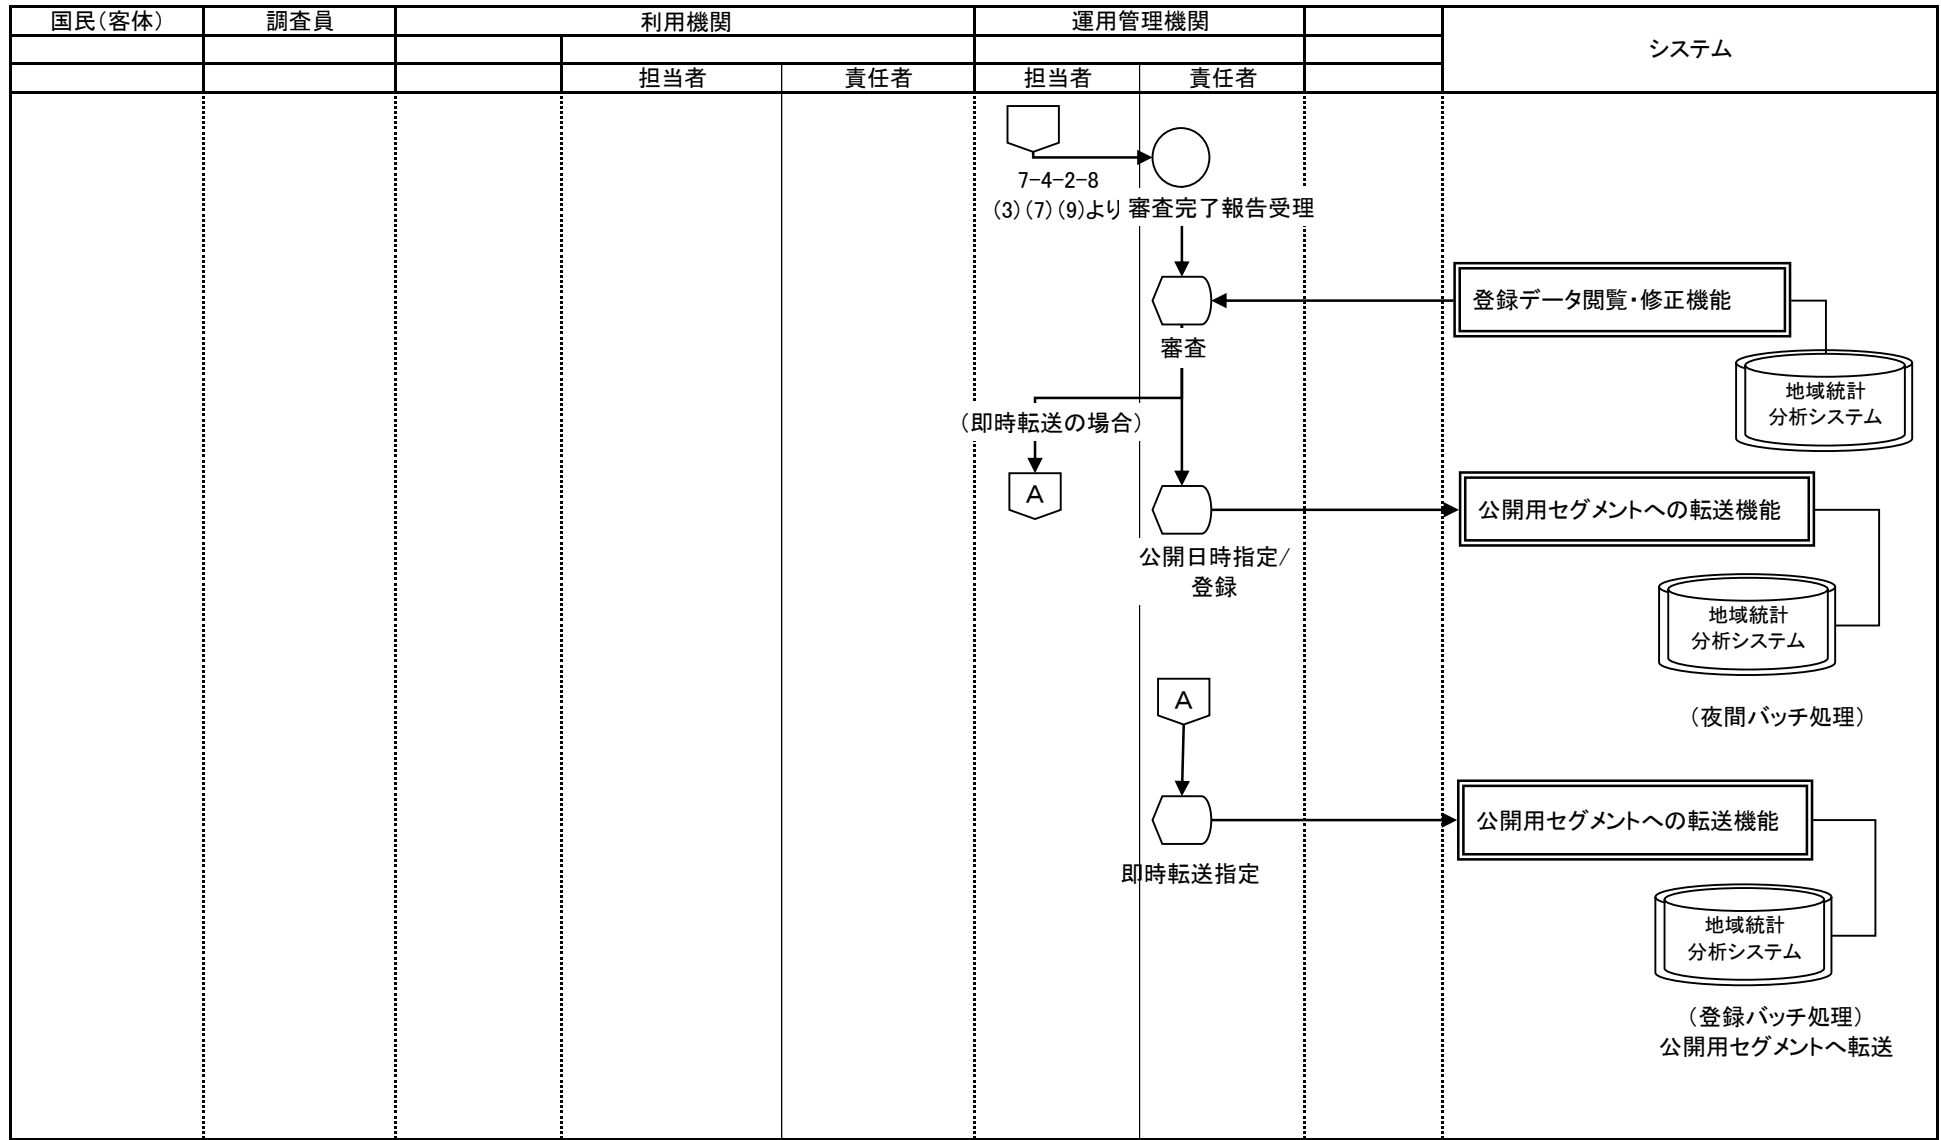 国民（客体）
調査員
利用機関
運用管理機関
システム
担当者
責任者
担当者
責任者
7-4-2-8
(3)(7)(9)より
審査完了報告受理
登録データ閲覧・修正機能
審査
地域統計
分析システム
（即時転送の場合）
A
公開用セグメントへの転送機能
公開日時指定/
登録
地域統計
分析システム
A
（夜間バッチ処理）
公開用セグメントへの転送機能
即時転送指定
地域統計
分析システム
（登録バッチ処理）
公開用セグメントへ転送